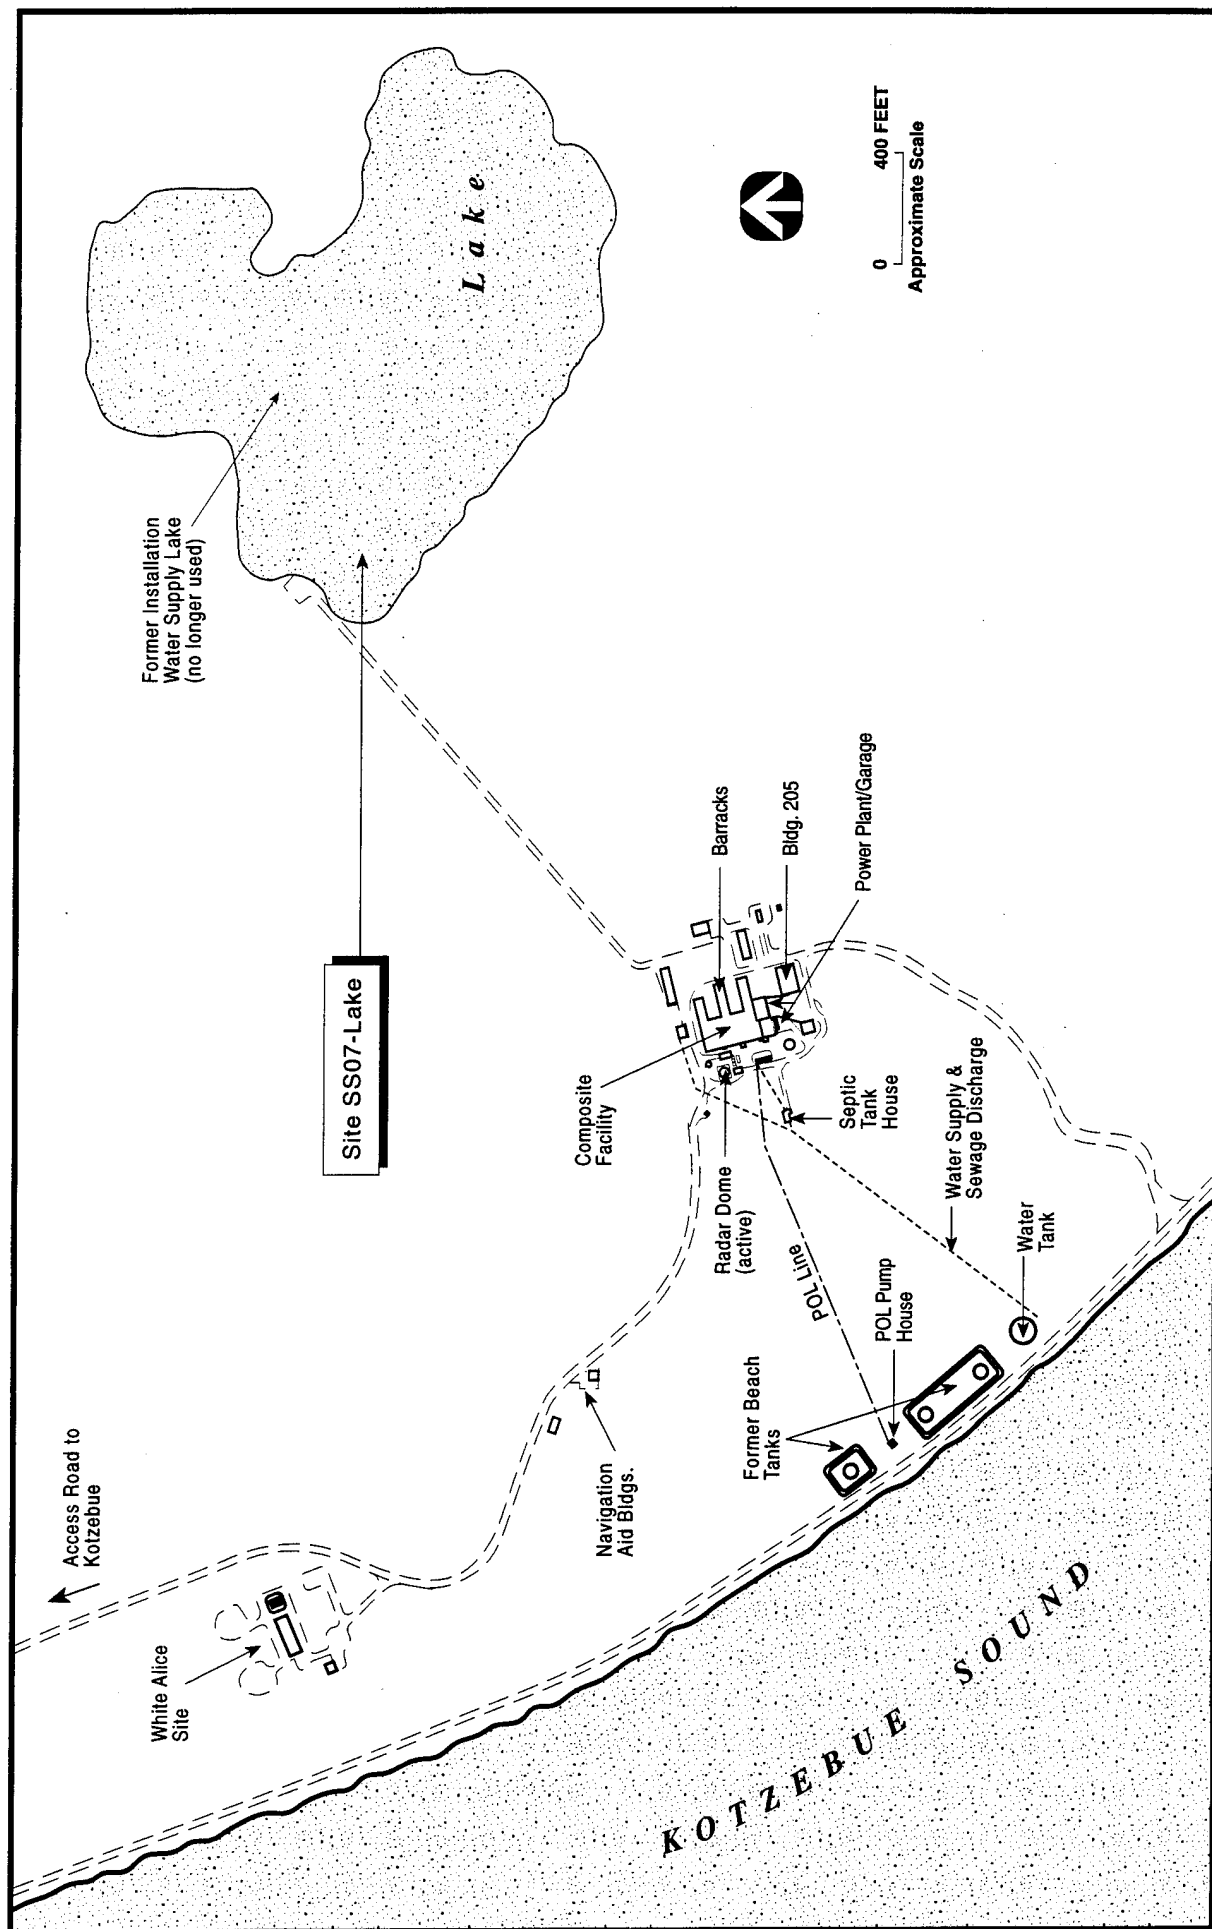 Access Road to
Kotzebue
White Alice
Site
Navigation
Aid Bldgs.
Former Installation
Water Supply Lake
(no longer used)
Lake
Site SS07-Lake
Composite
Facility
Barracks
Bldg. 205
Power Plant/Garage
Radar Dome
(active)
Septic
Tank
House
POL Line
Water Supply &
Sewage Discharge
Former Beach
Tanks
POL Pump
House
Water
Tank
KOTZEBUE SOUND
0 400 FEET
Approximate Scale